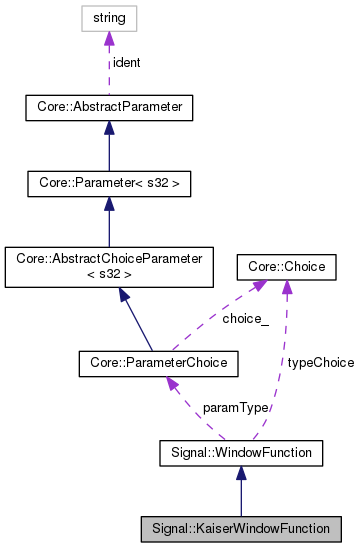 string
ident
Core::AbstractParameter
Core::Parameter< s32 >
Core::AbstractChoiceParameter
< s32 >
Core::Choice
choice_
typeChoice
Core::ParameterChoice
paramType
Signal::WindowFunction
Signal::KaiserWindowFunction